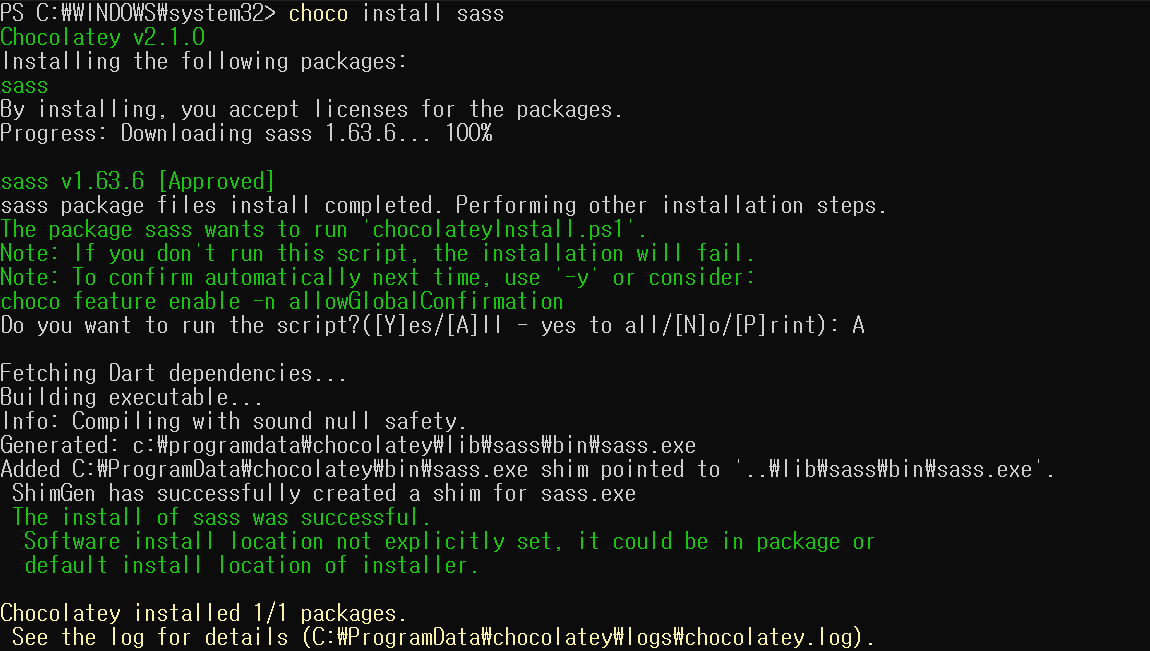 PS C:₩WINDOWS₩system32> choco install sass
Chocolatey v2.1.0
Installing the following packages:
sass
By installing, you accept licenses for the packages.
Progress: Downloading sass 1.63.6... 100%
sass v1.63.6 [Approved]
sass package files install completed. Performing other installation steps.
The package sass wants to run 'chocolateyInstall.ps1'.
Note: If you don't run this script, the installation will fail.
Note: To confirm automatically next time, use '-y' or consider:
choco feature enable -n allowGlobalConfirmation
Do you want to run the script?([Y]es/[A]ll - yes to all/[N]o/[P]rint): A
Fetching Dart dependencies...
Building executable...
Info: Compiling with sound null safety.
Generated: c:₩programdata₩chocolatey₩lib₩sass₩bin₩sass.exe
Added C:₩ProgramData₩chocolatey₩bin₩sass.exe shim pointed to '..₩lib₩sass₩bin₩sass.exe'.
ShimGen has successfully created a shim for sass.exe
The install of sass was successful.
Software install location not explicitly set, it could be in package or
default install location of installer.
Chocolatey installed 1/1 packages.
See the log for details (C:₩ProgramData₩chocolatey₩logs₩chocolatey.log).